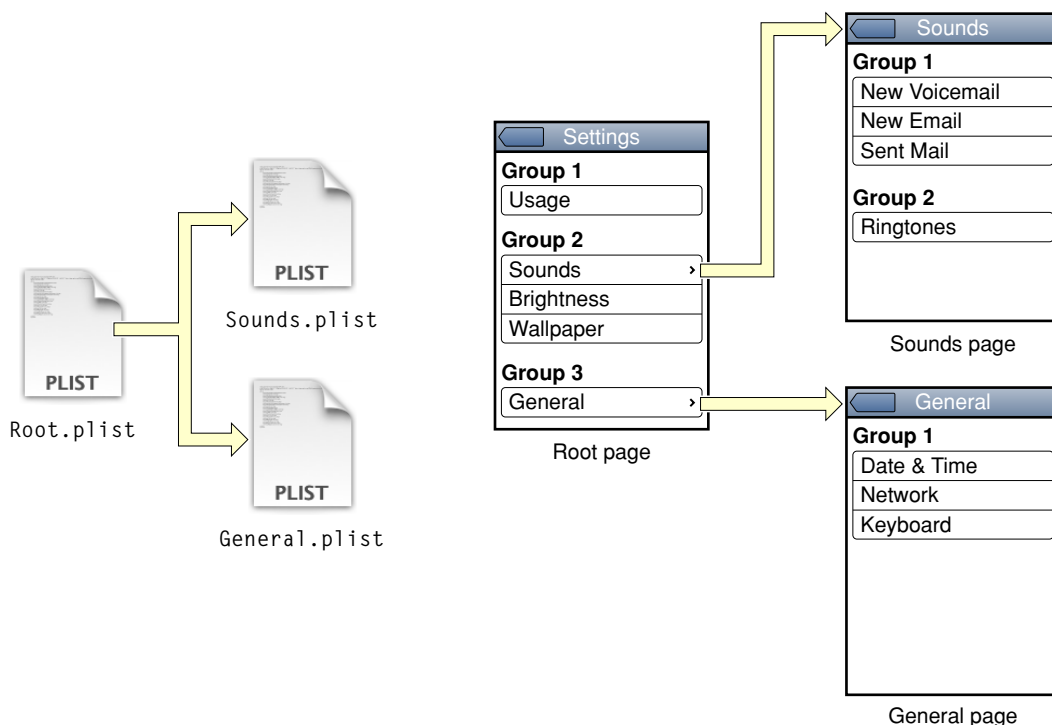 PLIST
Sounds.plist
PLIST
Root.plist
PLIST
General.plist
Settings
Group 1
Usage
Group 2
Sounds ›
Brightness
Wallpaper
Group 3
General ›
Root page
Sounds
Group 1
New Voicemail
New Email
Sent Mail
Group 2
Ringtones
Sounds page
General
Group 1
Date & Time
Network
Keyboard
General page